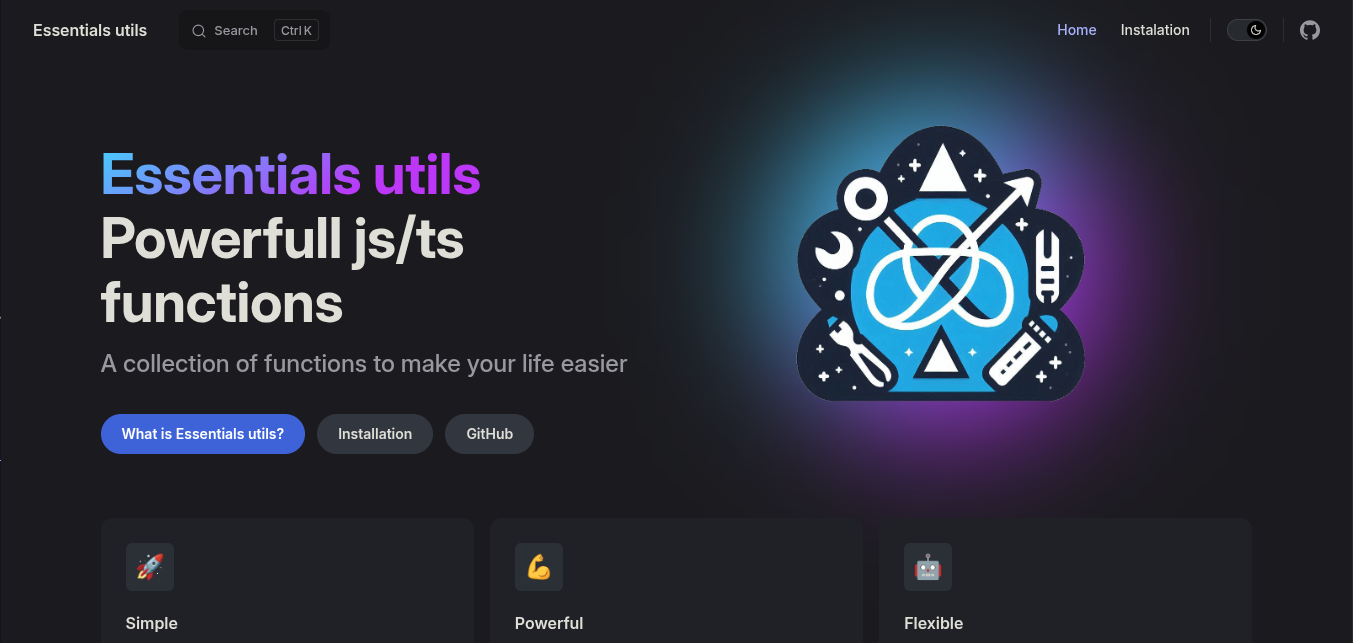 Essentials utils
Search
Ctrl K
Home
Instalation
Essentials utils
Powerfull js/ts
functions
A collection of functions to make your life easier
What is Essentials utils?
Installation
GitHub
Simple
Powerful
Flexible